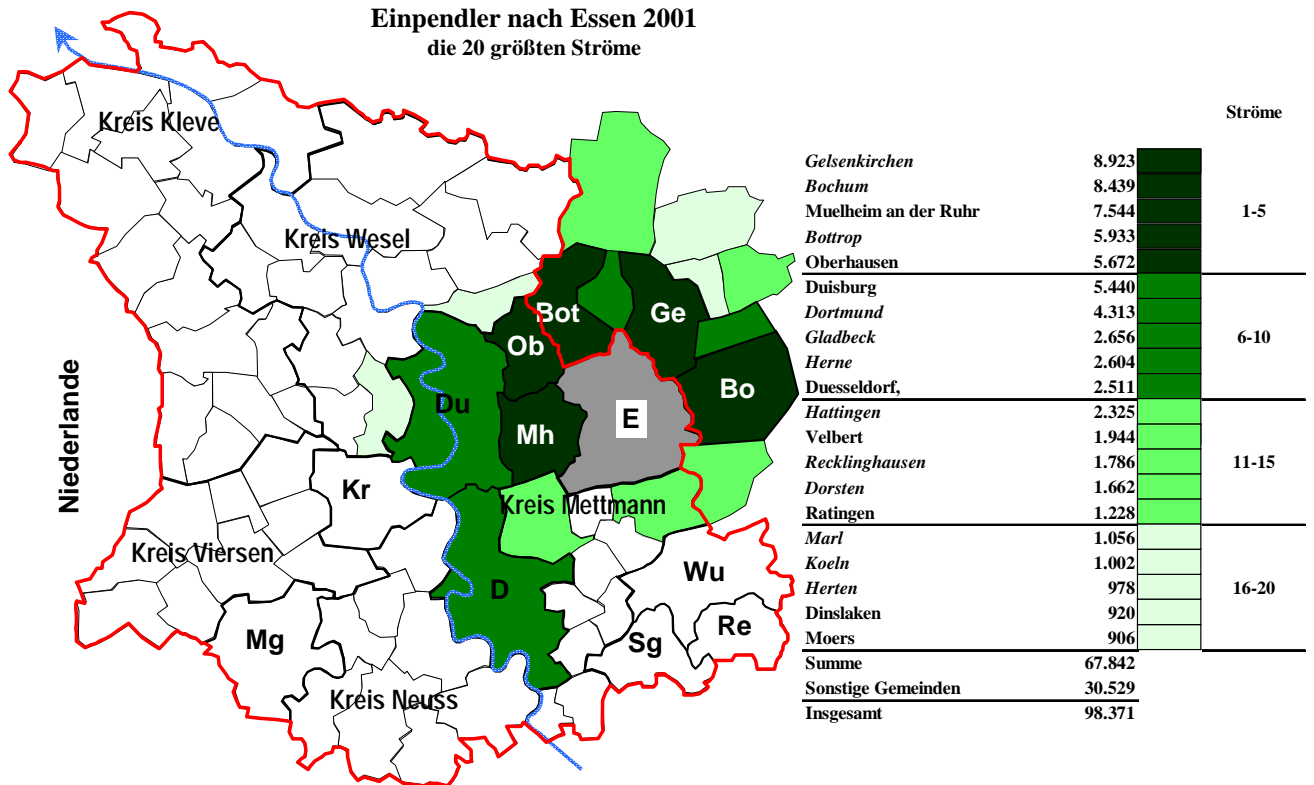 Einpendler nach Essen 2001
die 20 größten Ströme
Kreis Kleve
Kreis Wesel
Bot
Ge
Ob
Du
Bo
Mh
E
Niederlande
Kr
Kreis Mettmann
Kreis Viersen
D
Wu
Mg
Sg
Re
Kreis Neuss
Ströme
Gelsenkirchen 8.923
Bochum 8.439
Muelheim an der Ruhr 7.544 1-5
Bottrop 5.933
Oberhausen 5.672
Duisburg 5.440
Dortmund 4.313
Gladbeck 2.656 6-10
Herne 2.604
Duesseldorf, 2.511
Hattingen 2.325
Velbert 1.944
Recklinghausen 1.786 11-15
Dorsten 1.662
Ratingen 1.228
Marl 1.056
Koeln 1.002
Herten 978 16-20
Dinslaken 920
Moers 906
Summe 67.842
Sonstige Gemeinden 30.529
Insgesamt 98.371